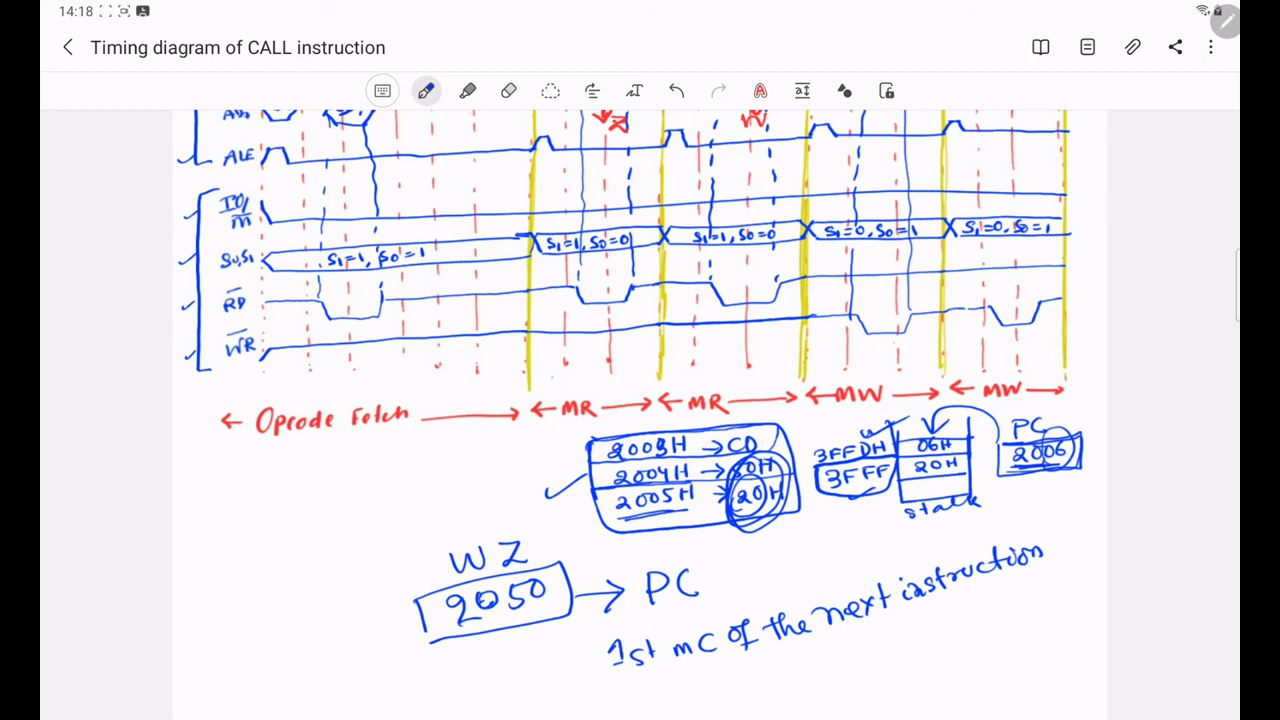 14:18
Timing diagram of CALL instruction
ALE
IO/
M
S1=1, S0=0 S1=1, S0=0 S1=0, S0=1 S1=0, S0=1
S0,S1 S1=1, S0=1
RD
WR
← Opcode Fetch → ← MR → ← MR → ← MW → ← MW →
2003H → CD
2004H → 50H
2005H → 20H
3FFDH 06H
3FFF 20H
stack
PC
2006
W Z
2050 → PC
1st MC of the next instruction